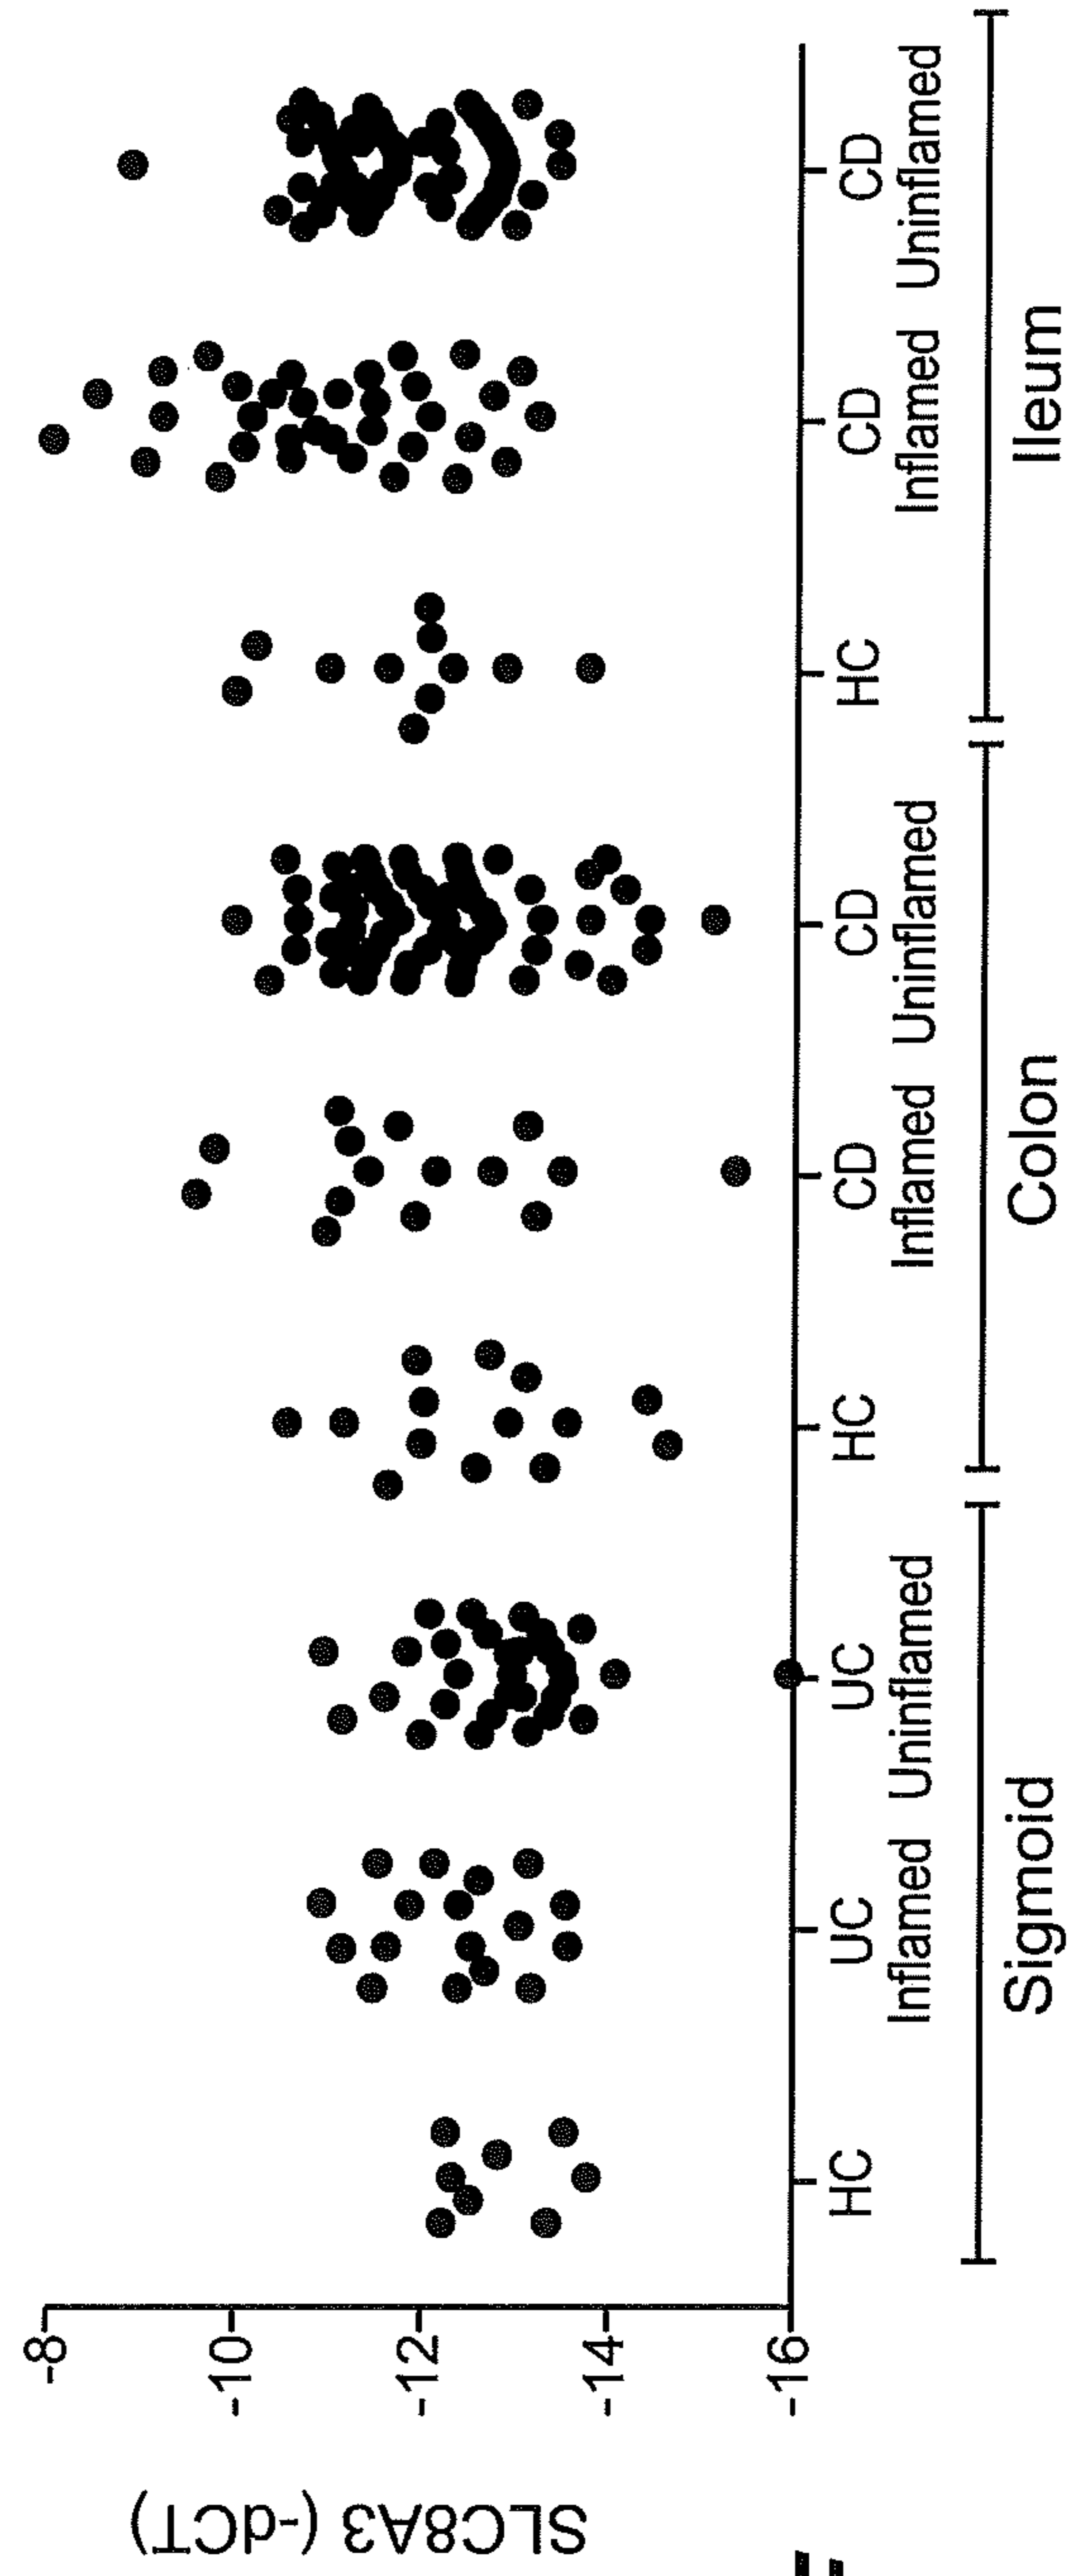 SLC8A3 (-dCT)
-8
-10
-12
-14
-16
HC UC UC HC CD CD HC CD CD
Inflamed Uninflamed Inflamed Uninflamed Inflamed Uninflamed
Sigmoid Colon Ileum